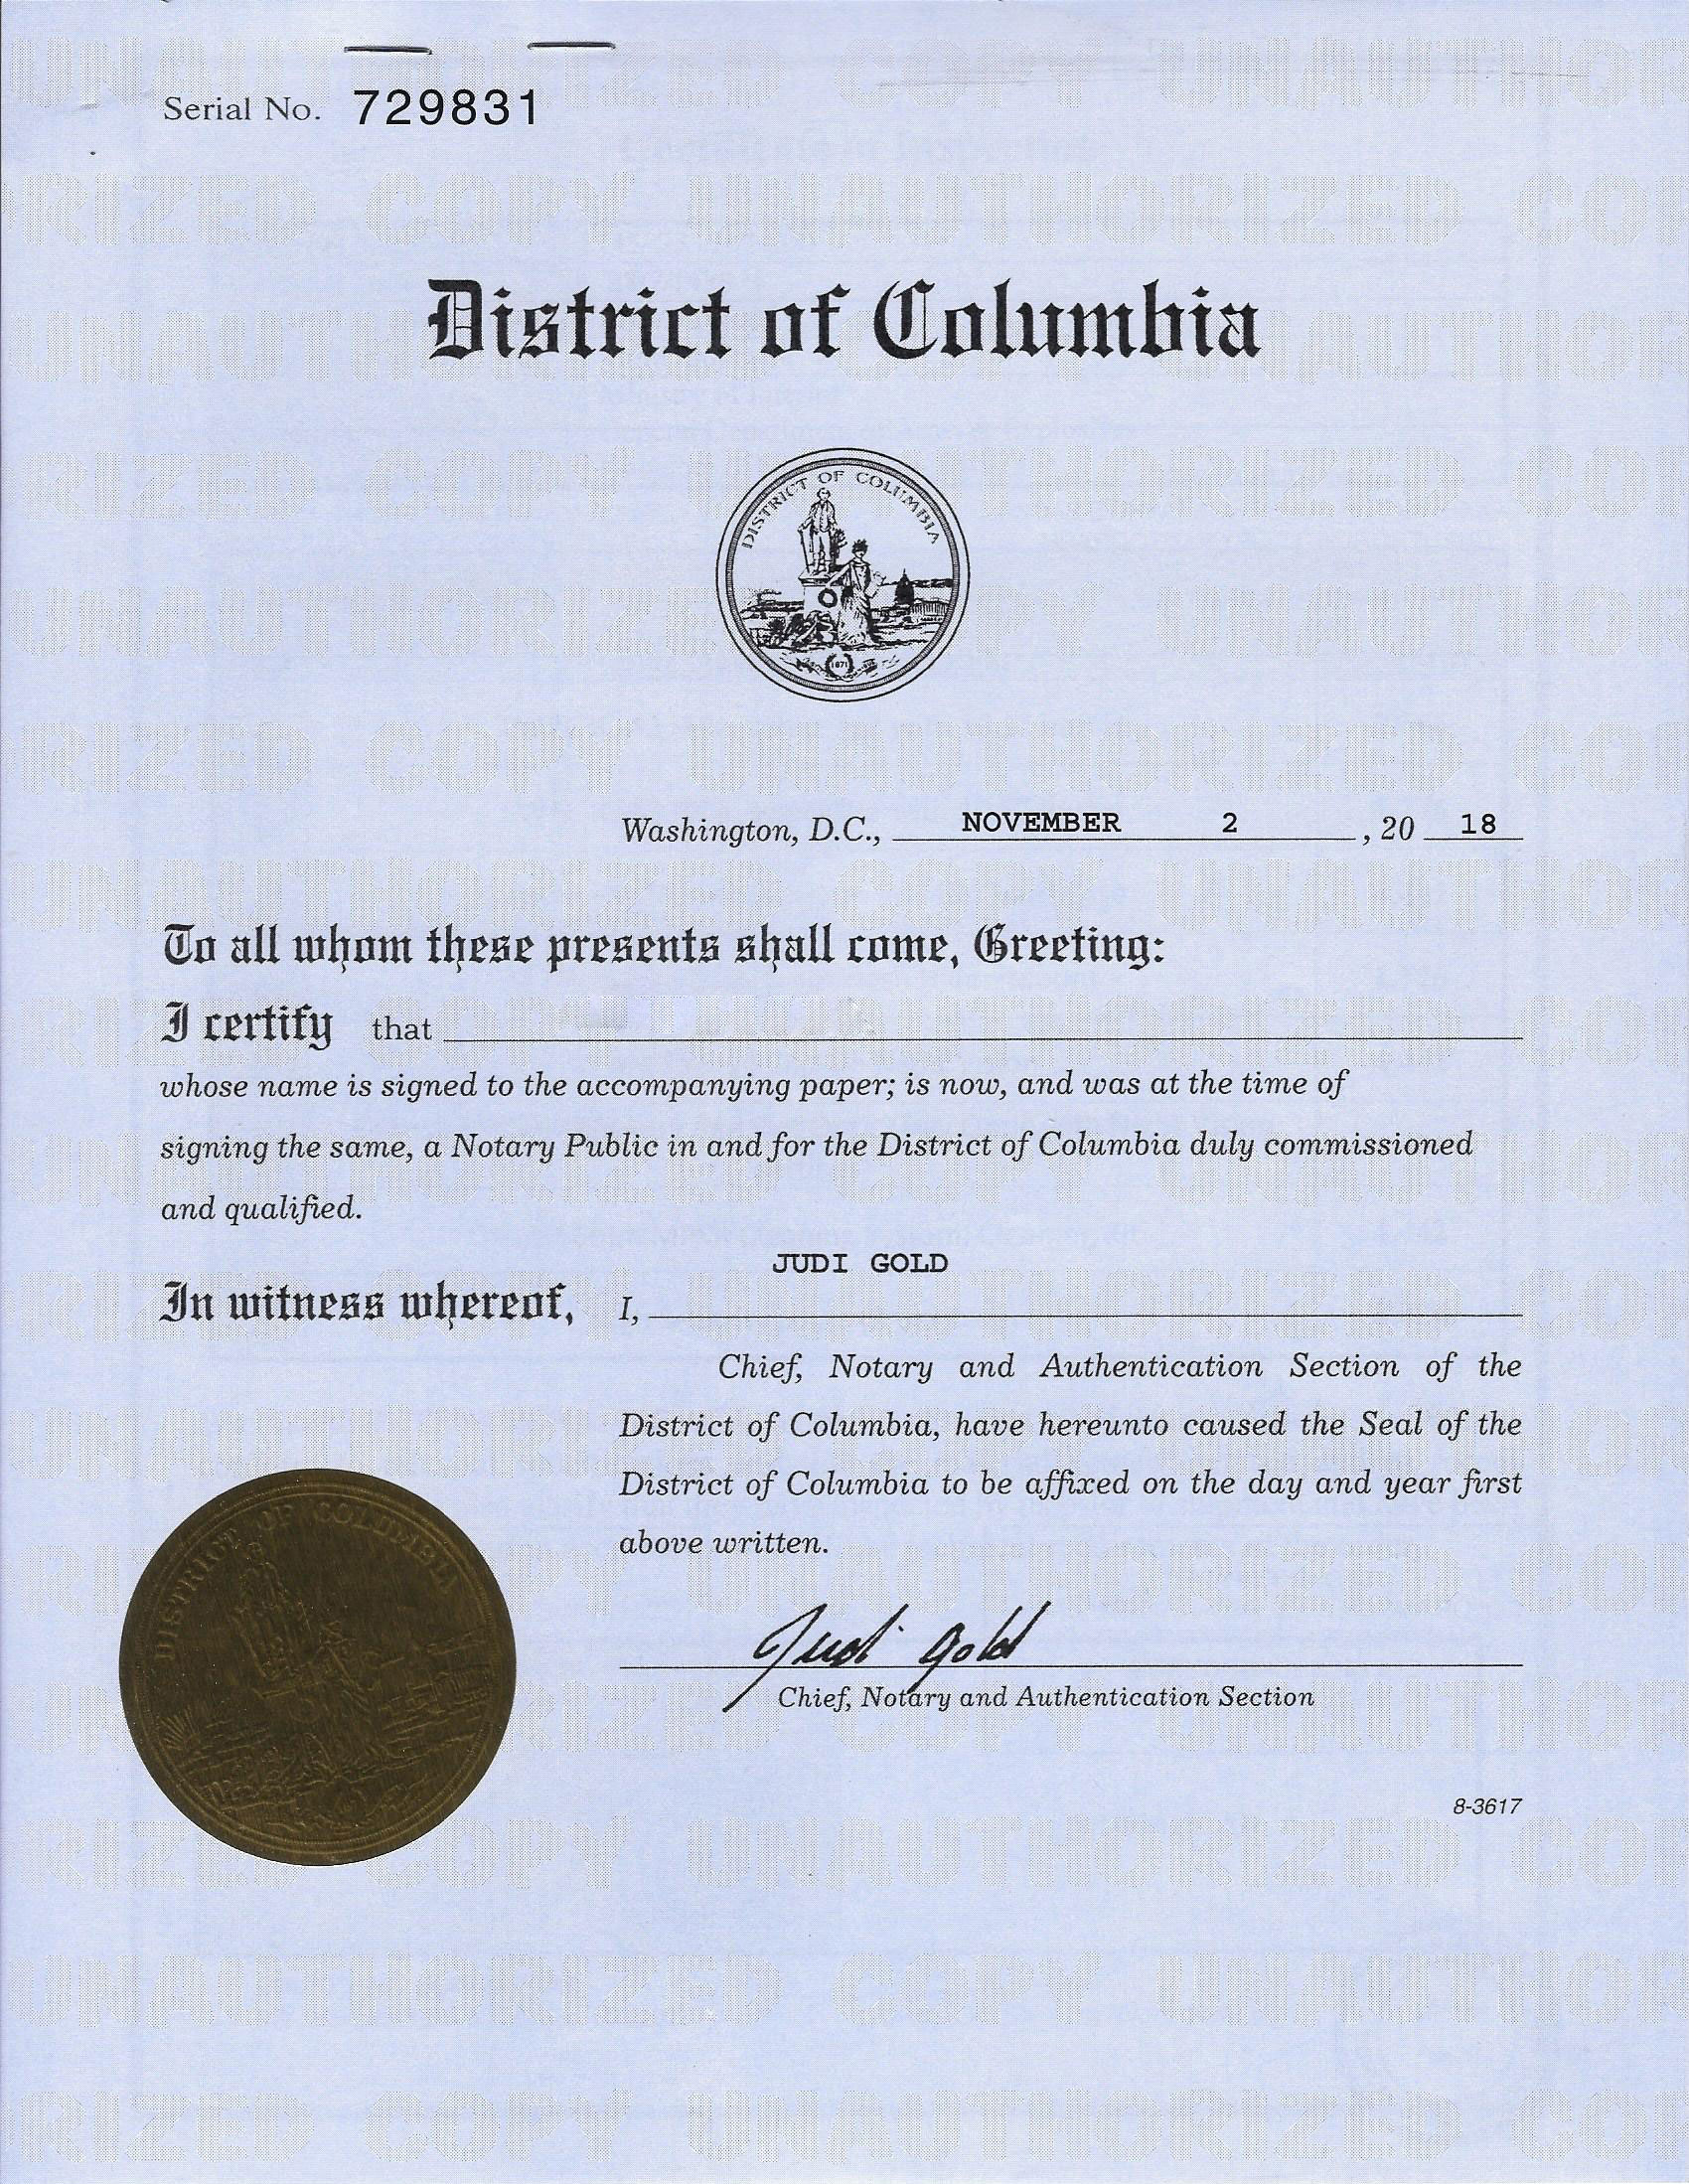 Serial No. 729831
District of Columbia
DISTRICT OF COLUMBIA
1871
Washington, D.C., NOVEMBER 2, 20 18
To all whom these presents shall come, Greeting:
I certify that
whose name is signed to the accompanying paper; is now, and was at the time of
signing the same, a Notary Public in and for the District of Columbia duly commissioned
and qualified.
JUDI GOLD
In witness whereof, I,
Chief, Notary and Authentication Section of the
District of Columbia, have hereunto caused the Seal of the
District of Columbia to be affixed on the day and year first
above written.
DISTRICT OF COLUMBIA
Judi Gold
Chief, Notary and Authentication Section
8-3617
UNAUTHORIZED COPY